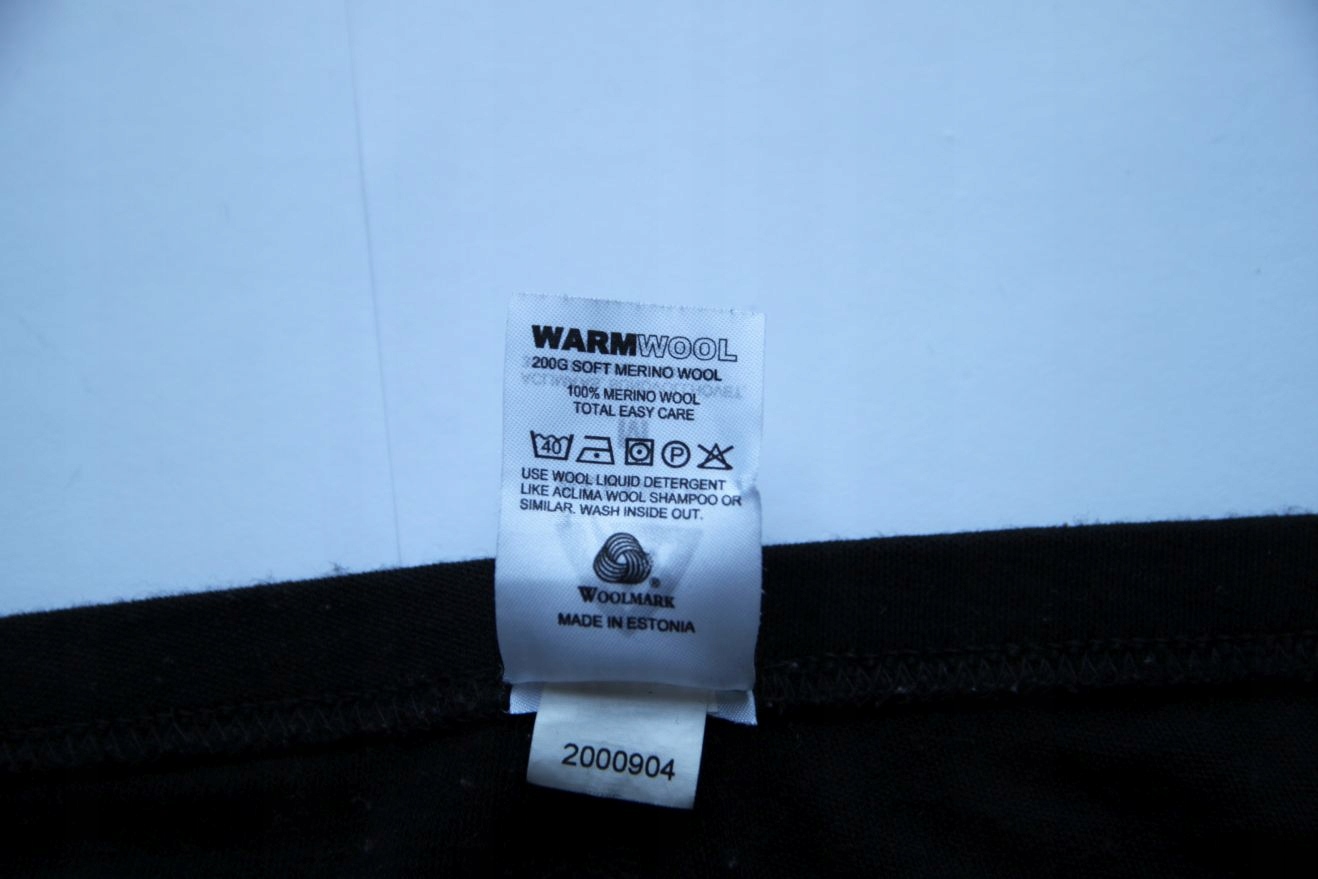 WARMWOOL
200G SOFT MERINO WOOL
100% MERINO WOOL
TOTAL EASY CARE
40 P
USE WOOL LIQUID DETERGENT
LIKE ACLIMA WOOL SHAMPOO OR
SIMILAR. WASH INSIDE OUT.
®
WOOLMARK
MADE IN ESTONIA
2000904